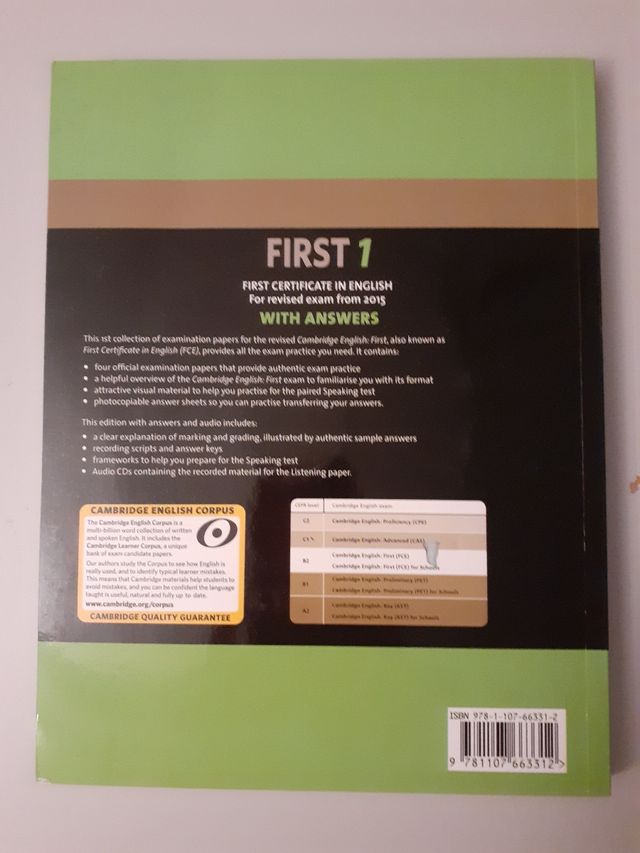 FIRST 1
FIRST CERTIFICATE IN ENGLISH
For revised exam from 2015
WITH ANSWERS
This 1st collection of examination papers for the revised Cambridge English: First, also known as
First Certificate in English (FCE), provides all the exam practice you need. It contains:
• four official examination papers that provide authentic exam practice
• a helpful overview of the Cambridge English: First exam to familiarise you with its format
• attractive visual material to help you practise for the paired Speaking test
• photocopiable answer sheets so you can practise transferring your answers.
This edition with answers and audio includes:
• a clear explanation of marking and grading, illustrated by authentic sample answers
• recording scripts and answer keys
• frameworks to help you prepare for the Speaking test
• Audio CDs containing the recorded material for the Listening paper.
CAMBRIDGE ENGLISH CORPUS
The Cambridge English Corpus is a
multi-billion word collection of written
and spoken English. It includes the
Cambridge Learner Corpus, a unique
bank of exam candidate papers.
Our authors study the Corpus to see how English is
really used, and to identify typical learner mistakes.
This means that Cambridge materials help students to
avoid mistakes, and you can be confident the language
taught is useful, natural and fully up to date.
www.cambridge.org/corpus
CAMBRIDGE QUALITY GUARANTEE
CEFR level: Cambridge English exam:
C2 Cambridge English: Proficiency (CPE)
C1 Cambridge English: Advanced (CAE)
B2 Cambridge English: First (FCE)
Cambridge English: First (FCE) for Schools
B1 Cambridge English: Preliminary (PET)
Cambridge English: Preliminary (PET) for Schools
A2 Cambridge English: Key (KET)
Cambridge English: Key (KET) for Schools
ISBN 978-1-107-66331-2
9 781107 663312 >